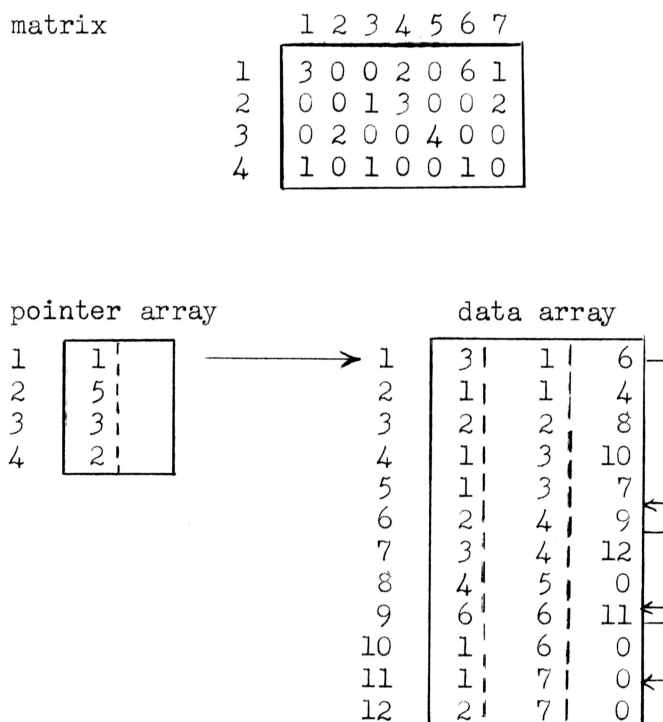 matrix 1 2 3 4 5 6 7
1 3 0 0 2 0 6 1
2 0 0 1 3 0 0 2
3 0 2 0 0 4 0 0
4 1 0 1 0 0 1 0
pointer array
1 1
2 5
3 3
4 2
data array
1 3 1 6
2 1 1 4
3 2 2 8
4 1 3 10
5 1 3 7
6 2 4 9
7 3 4 12
8 4 5 0
9 6 6 11
10 1 6 0
11 1 7 0
12 2 7 0